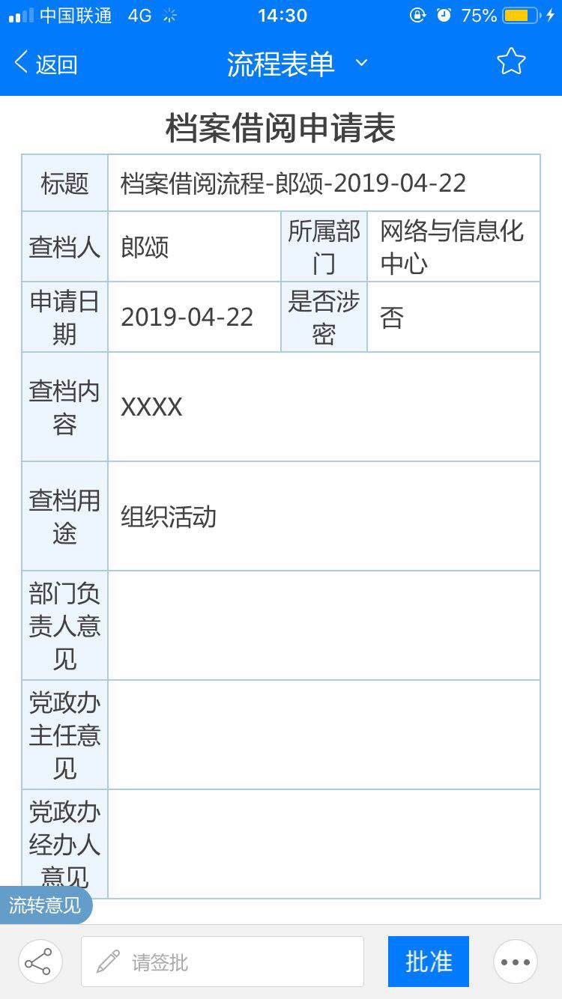 中国联通 4G 14:30 75%
返回 流程表单
档案借阅申请表
标题 档案借阅流程-郎颂-2019-04-22
查档人 郎颂 所属部
门 网络与信息化
中心
申请日
期 2019-04-22 是否涉
密 否
查档内
容 XXXX
查档用
途 组织活动
部门负
责人意
见
党政办
主任意
见
党政办
经办人
意见
流转意见
请签批 批准